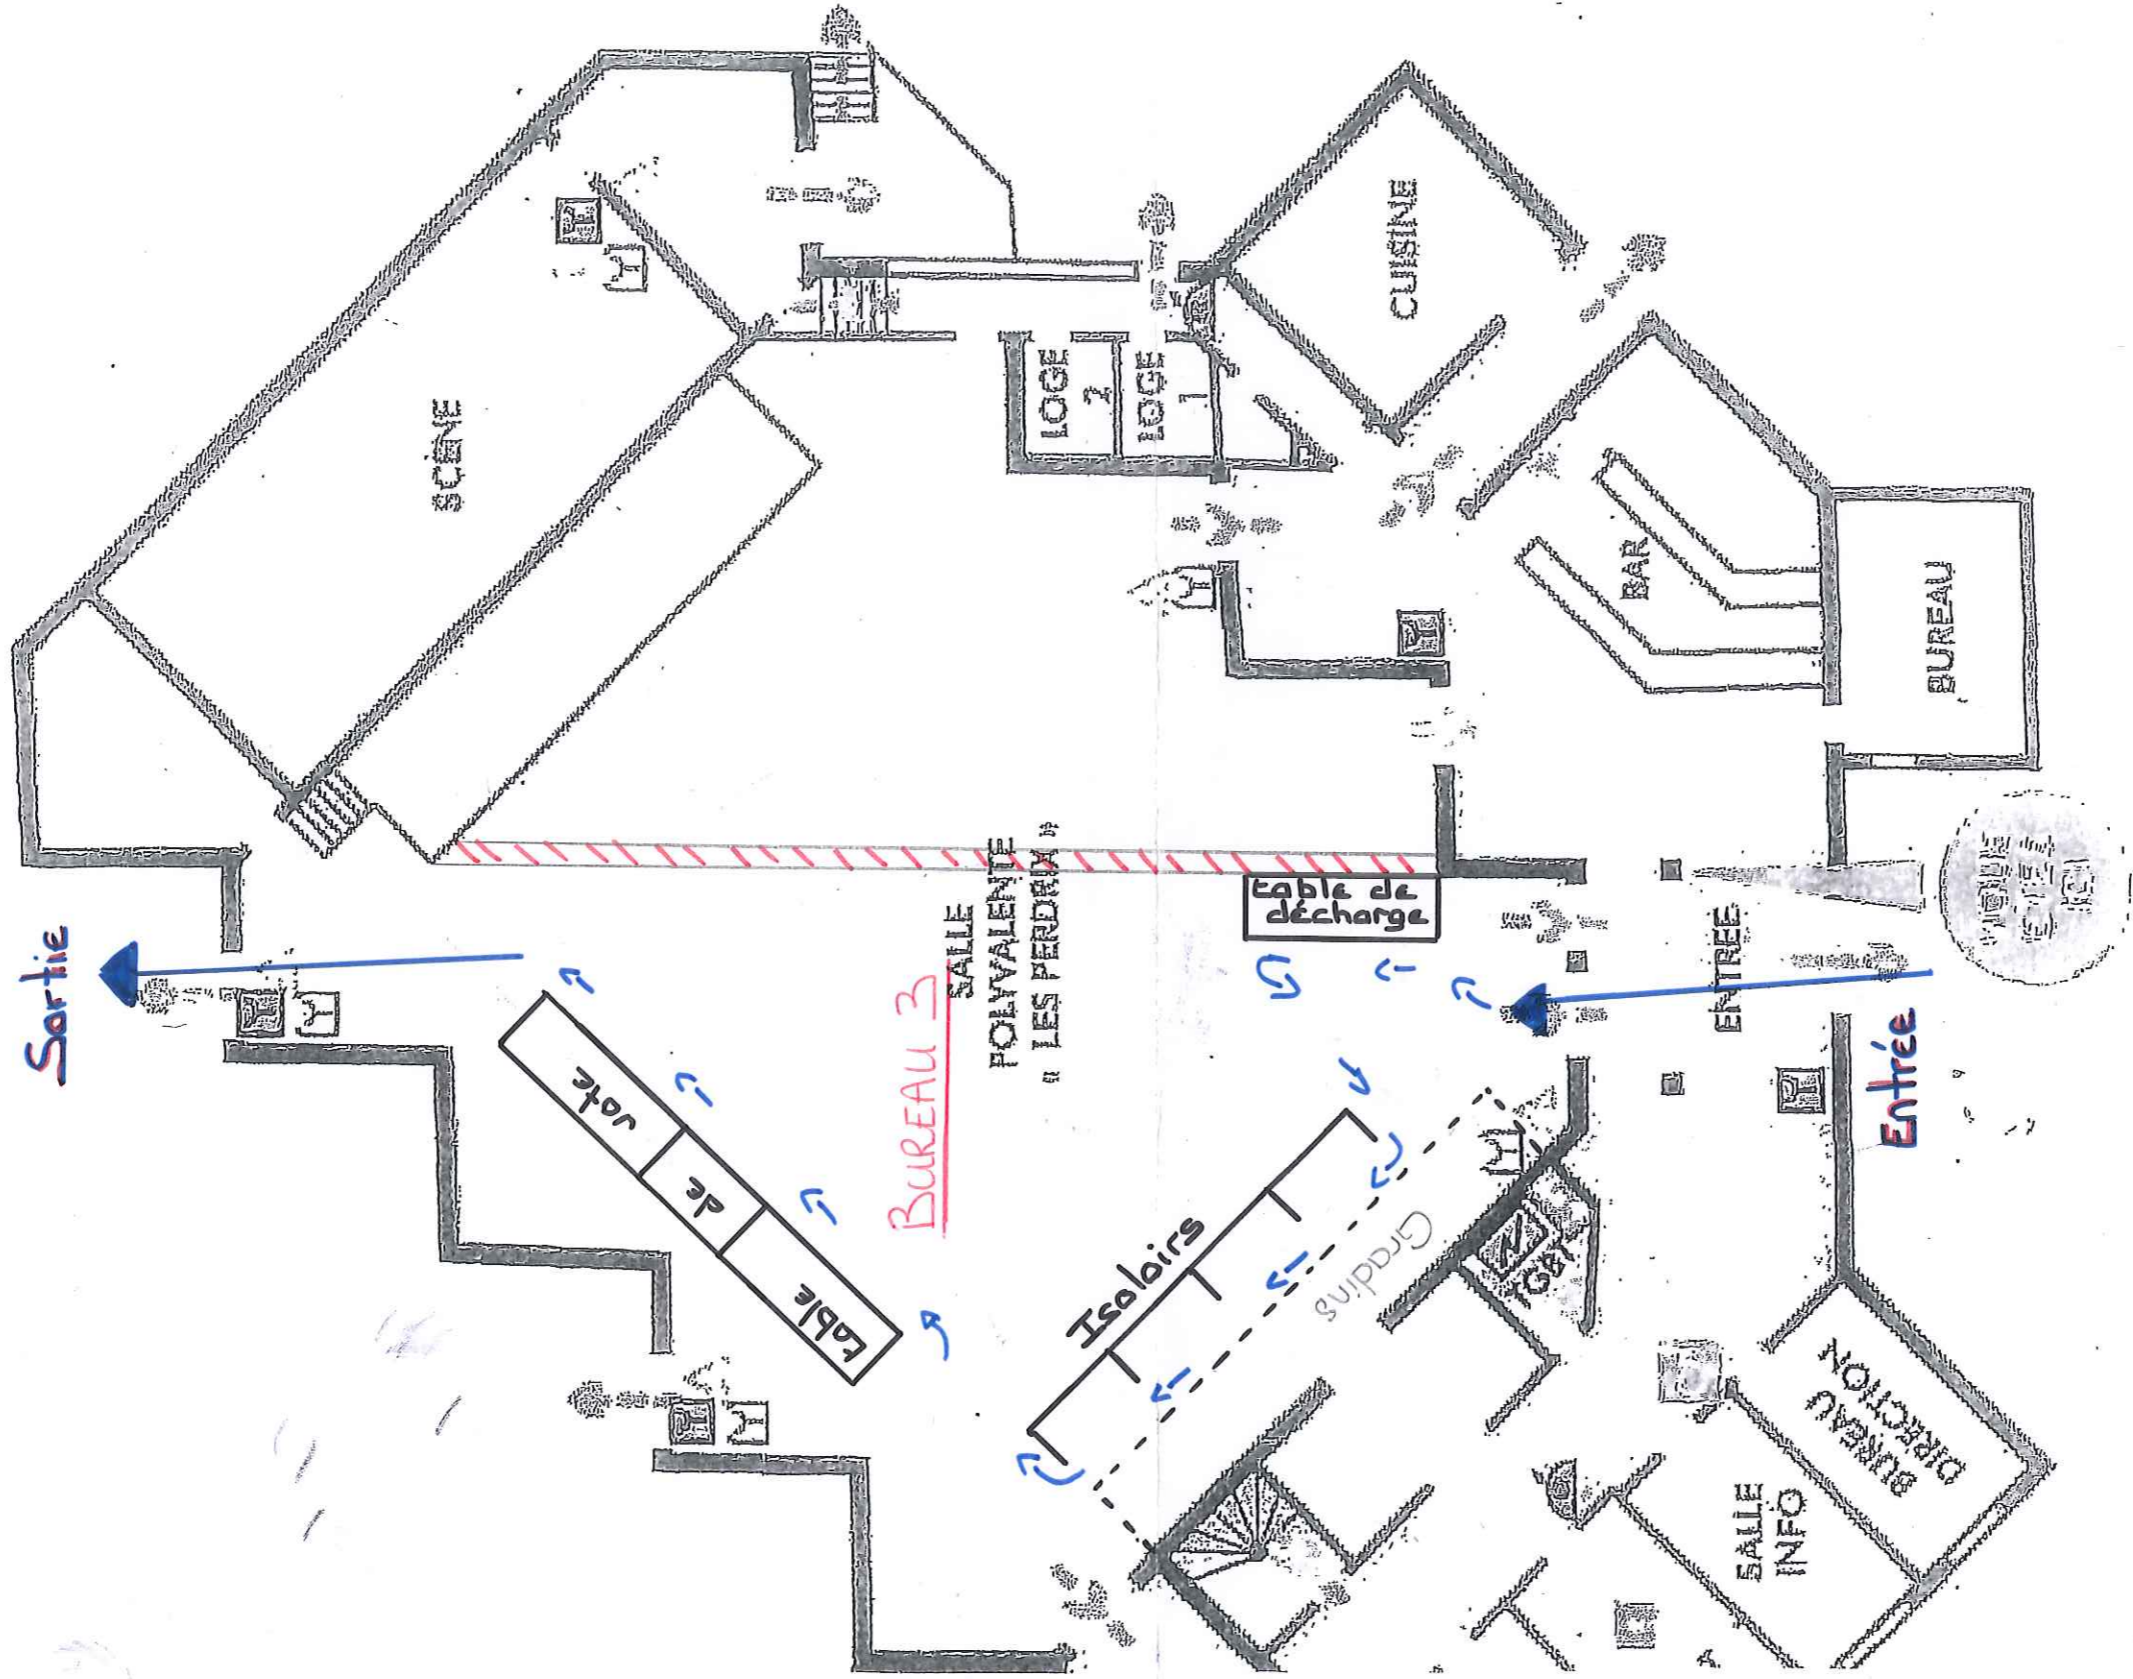 SCÈNE
LOGE
2
LOGE
1
CUISINE
BAR
BUREAU
table de
décharge
SALLE
POLYVALENTE
« LES PERDRIX »
BUREAU 3
Sortie
Entrée
ENTREE
table
de
vote
Isoloirs
Gradins
TGBT
BUREAU
DIRECTION
SALLE
INFO